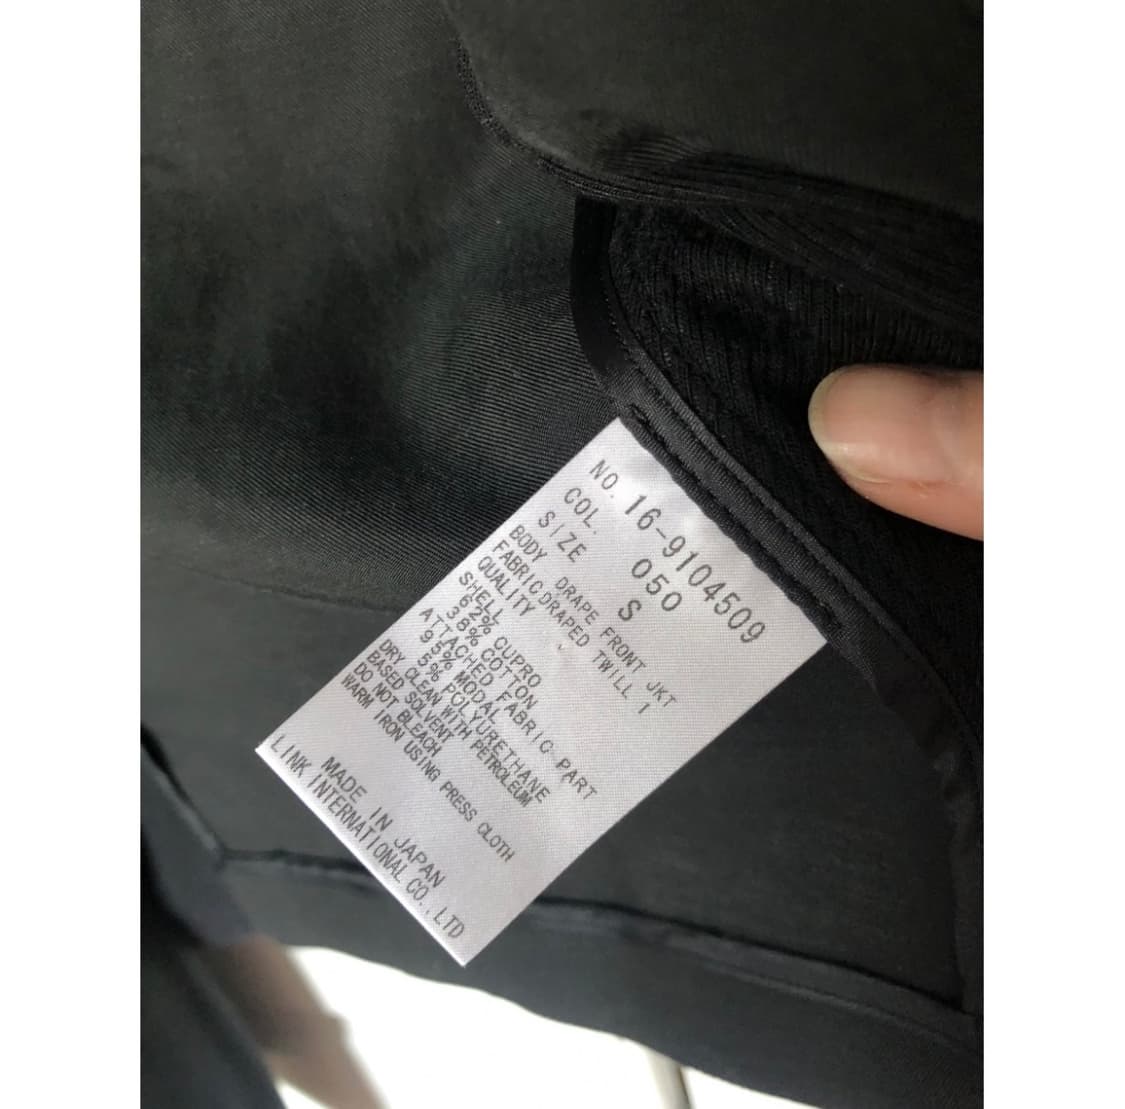 NO. 16-9104509
COL. 050
SIZE S
BODY DRAPE FRONT JKT
FABRIC DRAPED TWILL 1
QUALITY
SHELL
62% CUPRO
38% COTTON
ATTACHED FABRIC-PART
95% MODAL
5% POLYURETHANE
DRY CLEAN WITH PETROLEUM
BASED SOLVENT
DO NOT BLEACH
WARM IRON USING PRESS CLOTH
MADE IN JAPAN
LINK INTERNATIONAL CO., LTD